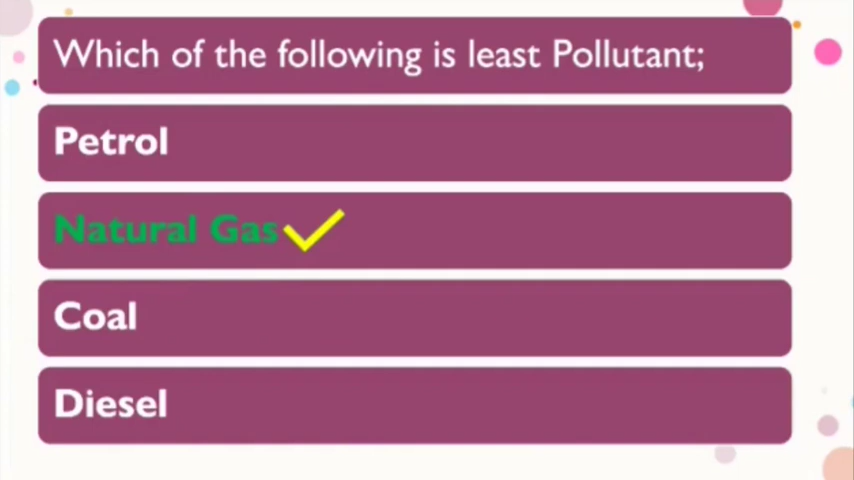 Which of the following is least Pollutant;
Petrol
Natural Gas
Coal
Diesel